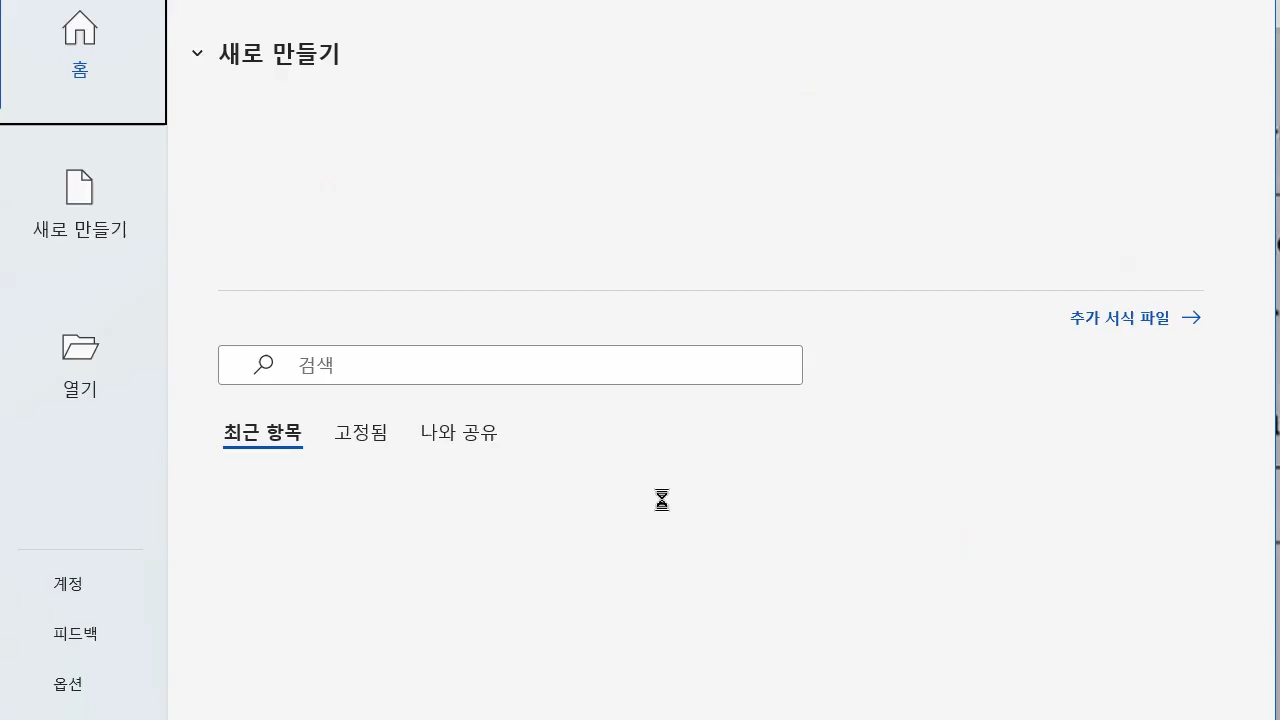 홈
새로 만들기
열기
계정
피드백
옵션
새로 만들기
추가 서식 파일
검색
최근 항목 고정됨 나와 공유